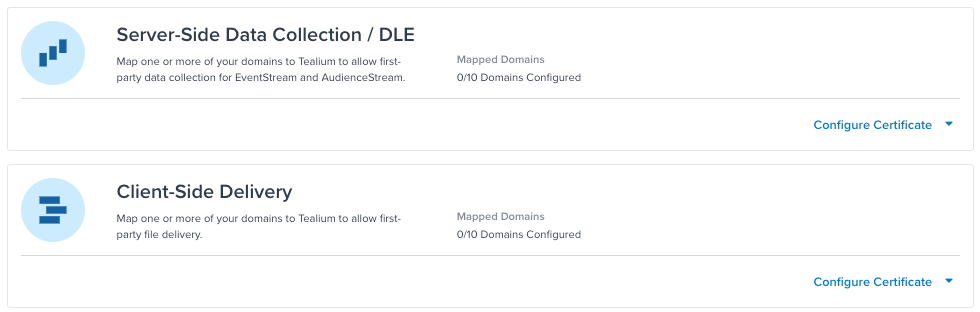 Server-Side Data Collection / DLE
Map one or more of your domains to Tealium to allow first-
party data collection for EventStream and AudienceStream.
Mapped Domains
0/10 Domains Configured
Configure Certificate
Client-Side Delivery
Map one or more of your domains to Tealium to allow first-
party file delivery.
Mapped Domains
0/10 Domains Configured
Configure Certificate